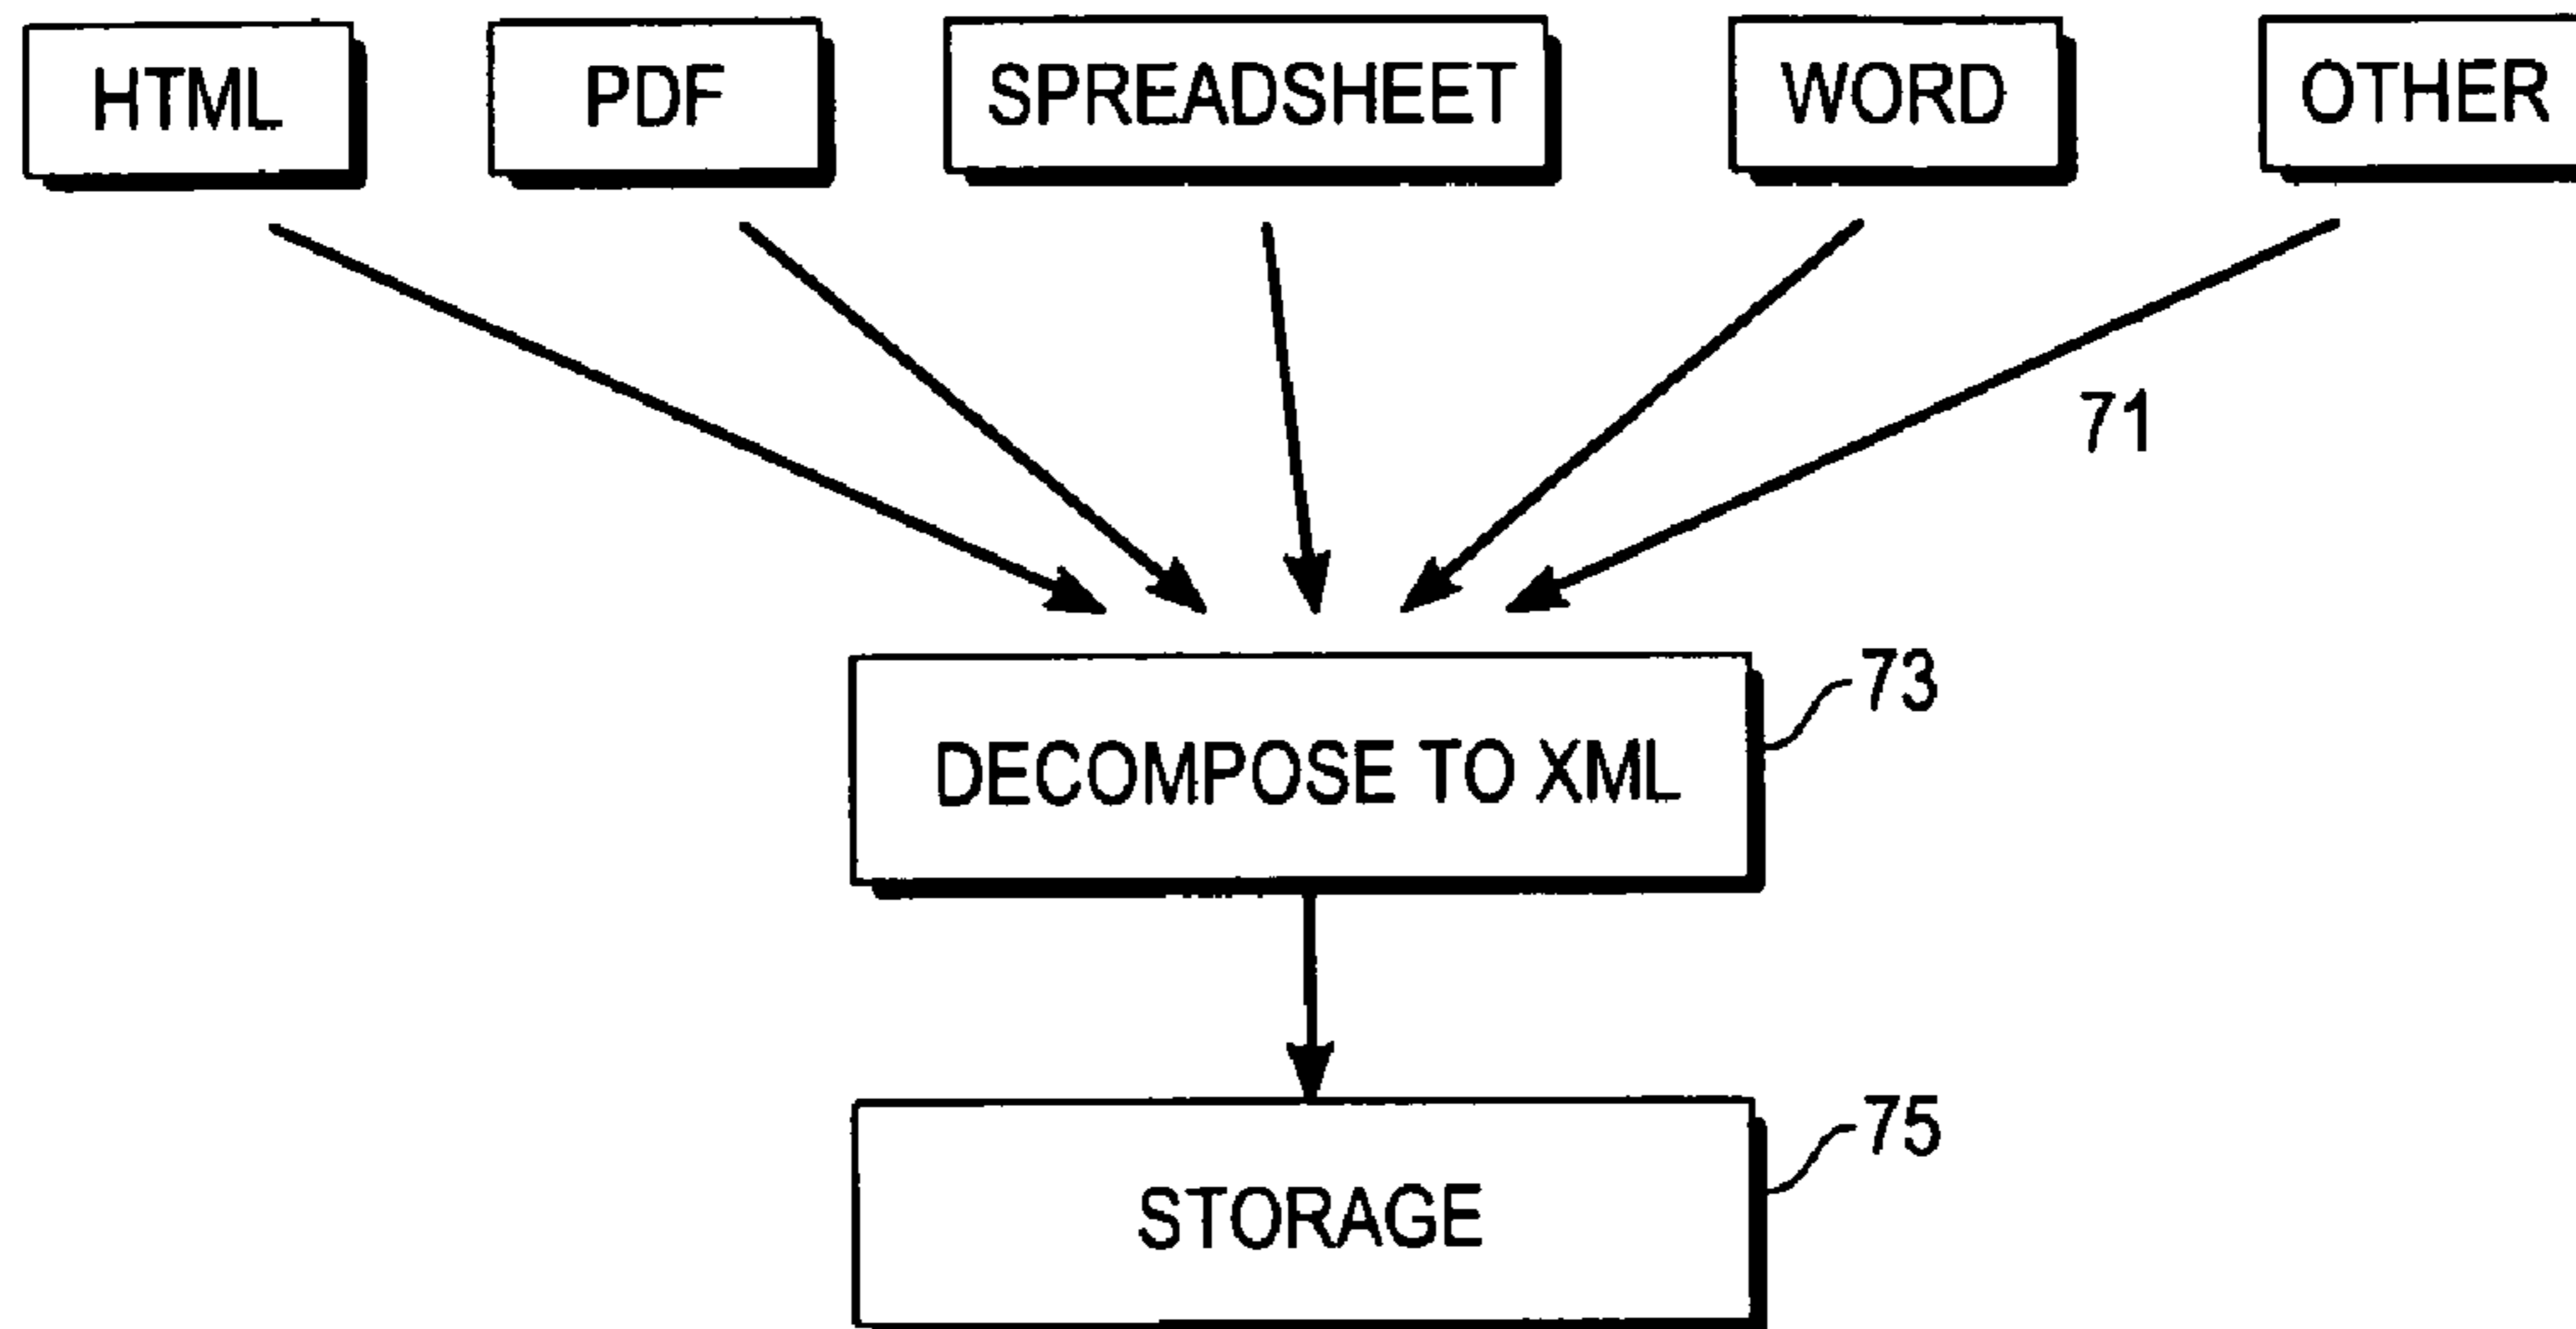 HTML
PDF
SPREADSHEET
WORD
OTHER
71
73
DECOMPOSE TO XML
75
STORAGE